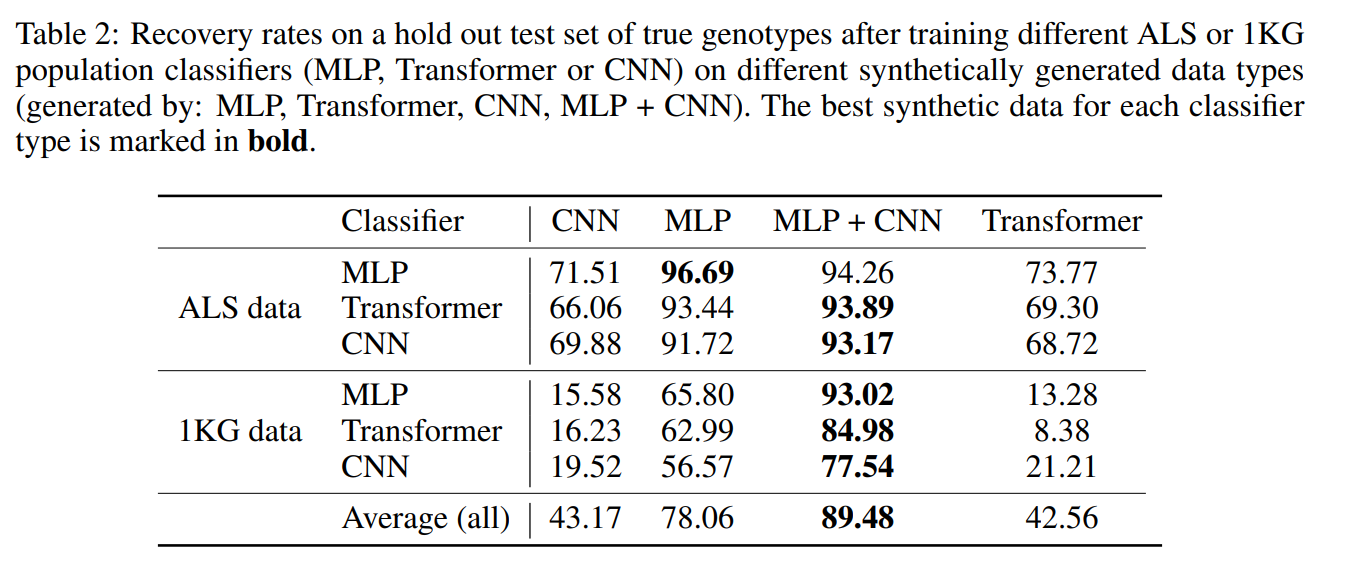 Table 2: Recovery rates on a hold out test set of true genotypes after training different ALS or 1KG
population classifiers (MLP, Transformer or CNN) on different synthetically generated data types
(generated by: MLP, Transformer, CNN, MLP + CNN). The best synthetic data for each classifier
type is marked in bold.
Classifier CNN MLP MLP + CNN Transformer
MLP 71.51 96.69 94.26 73.77
ALS data Transformer 66.06 93.44 93.89 69.30
CNN 69.88 91.72 93.17 68.72
MLP 15.58 65.80 93.02 13.28
1KG data Transformer 16.23 62.99 84.98 8.38
CNN 19.52 56.57 77.54 21.21
Average (all) 43.17 78.06 89.48 42.56